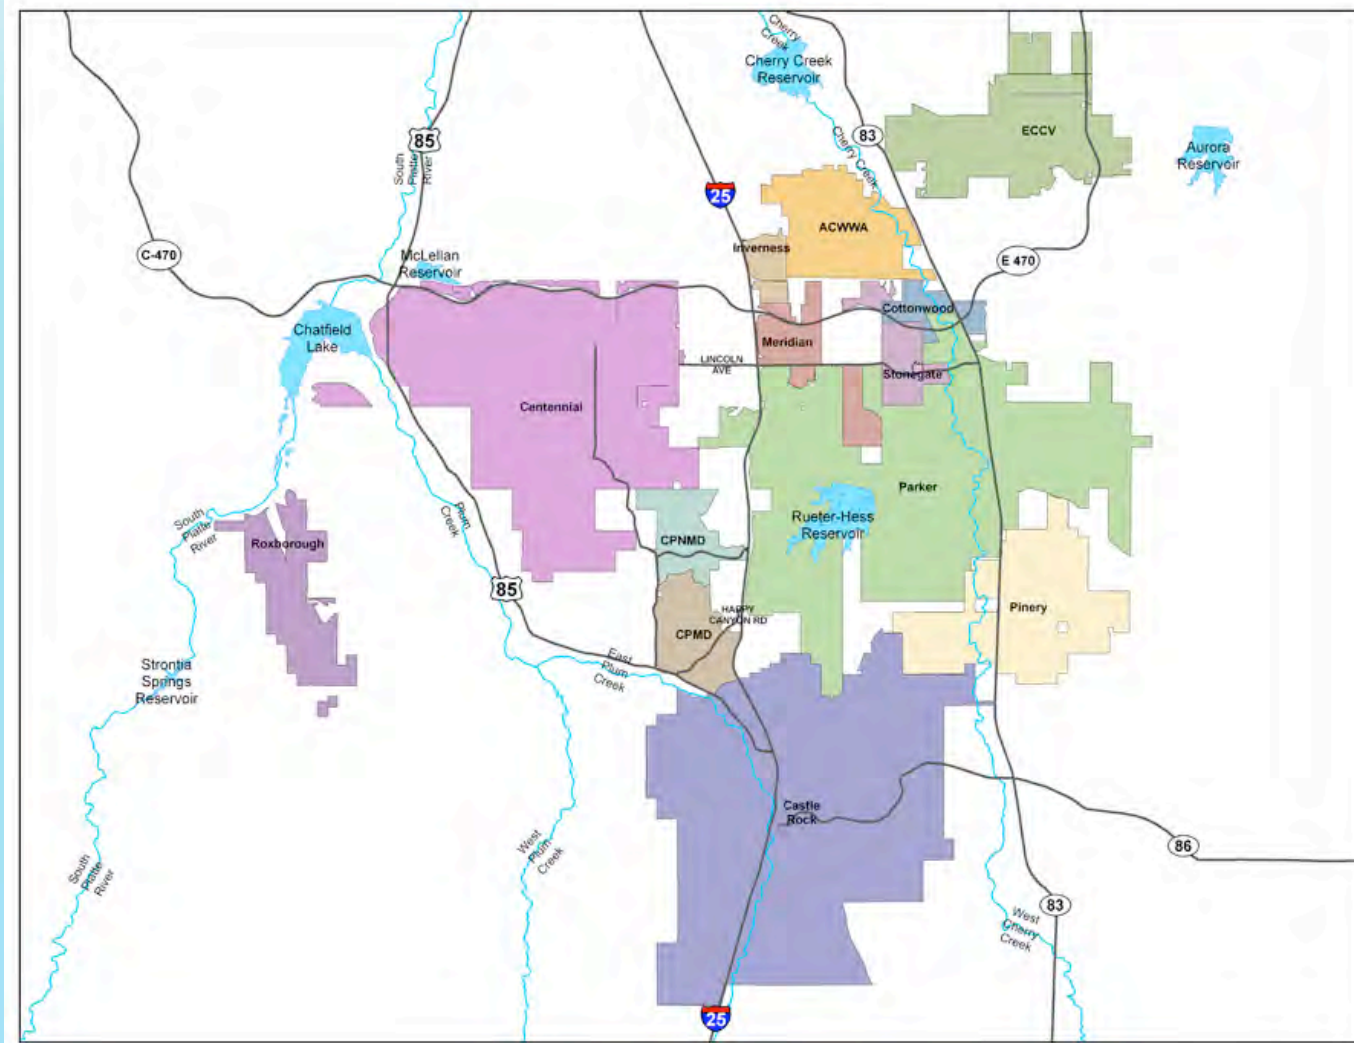 Cherry
Creek
Cherry Creek
Reservoir
85
South
Platte
River
83
ECCV
Cherry Creek
Aurora
Reservoir
25
ACWWA
Inverness
C-470
McLellan
Reservoir
E 470
Cottonwood
Chatfield
Lake
Meridian
LINCOLN
AVE
Stonegate
Centennial
Parker
Rueter-Hess
Reservoir
South
Platte
River
Plum
Creek
Roxborough
CPNMD
85
HAPPY
CANYON RD
Pinery
CPMD
East
Plum
Creek
Strontia
Springs
Reservoir
Castle
Rock
West
Plum
Creek
86
South
Platte
River
83
West
Cherry
Creek
25